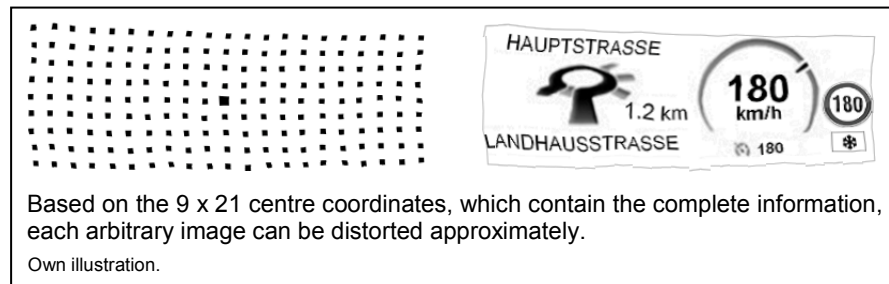 HAUPTSTRASSE
1.2 km
LANDHAUSSTRASSE
180
km/h
180
180
Based on the 9 x 21 centre coordinates, which contain the complete information,
each arbitrary image can be distorted approximately.
Own illustration.